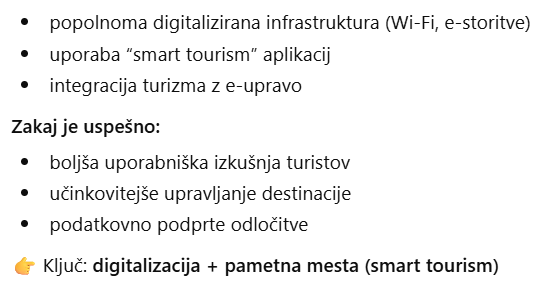 • popolnoma digitalizirana infrastruktura (Wi-Fi, e-storitve)
• uporaba “smart tourism” aplikacij
• integracija turizma z e-upravo
Zakaj je uspešno:
• boljša uporabniška izkušnja turistov
• učinkovitejše upravljanje destinacije
• podatkovno podprte odločitve
👉 Ključ: digitalizacija + pametna mesta (smart tourism)